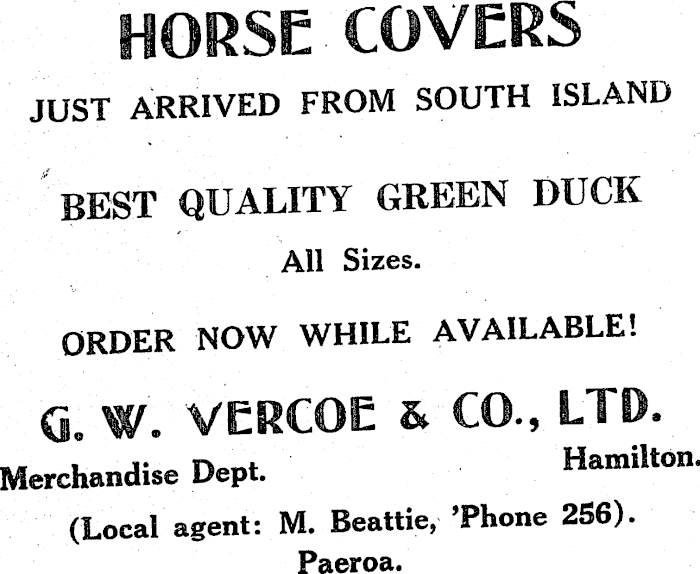 HORSE COVERS
JUST ARRIVED FROM SOUTH ISLAND
BEST QUALITY GREEN DUCK
All Sizes.
ORDER NOW WHILE AVAILABLE!
G. W. VERCOE & CO., LTD.
Merchandise Dept. Hamilton.
(Local agent: M. Beattie, 'Phone 256).
Paeroa.